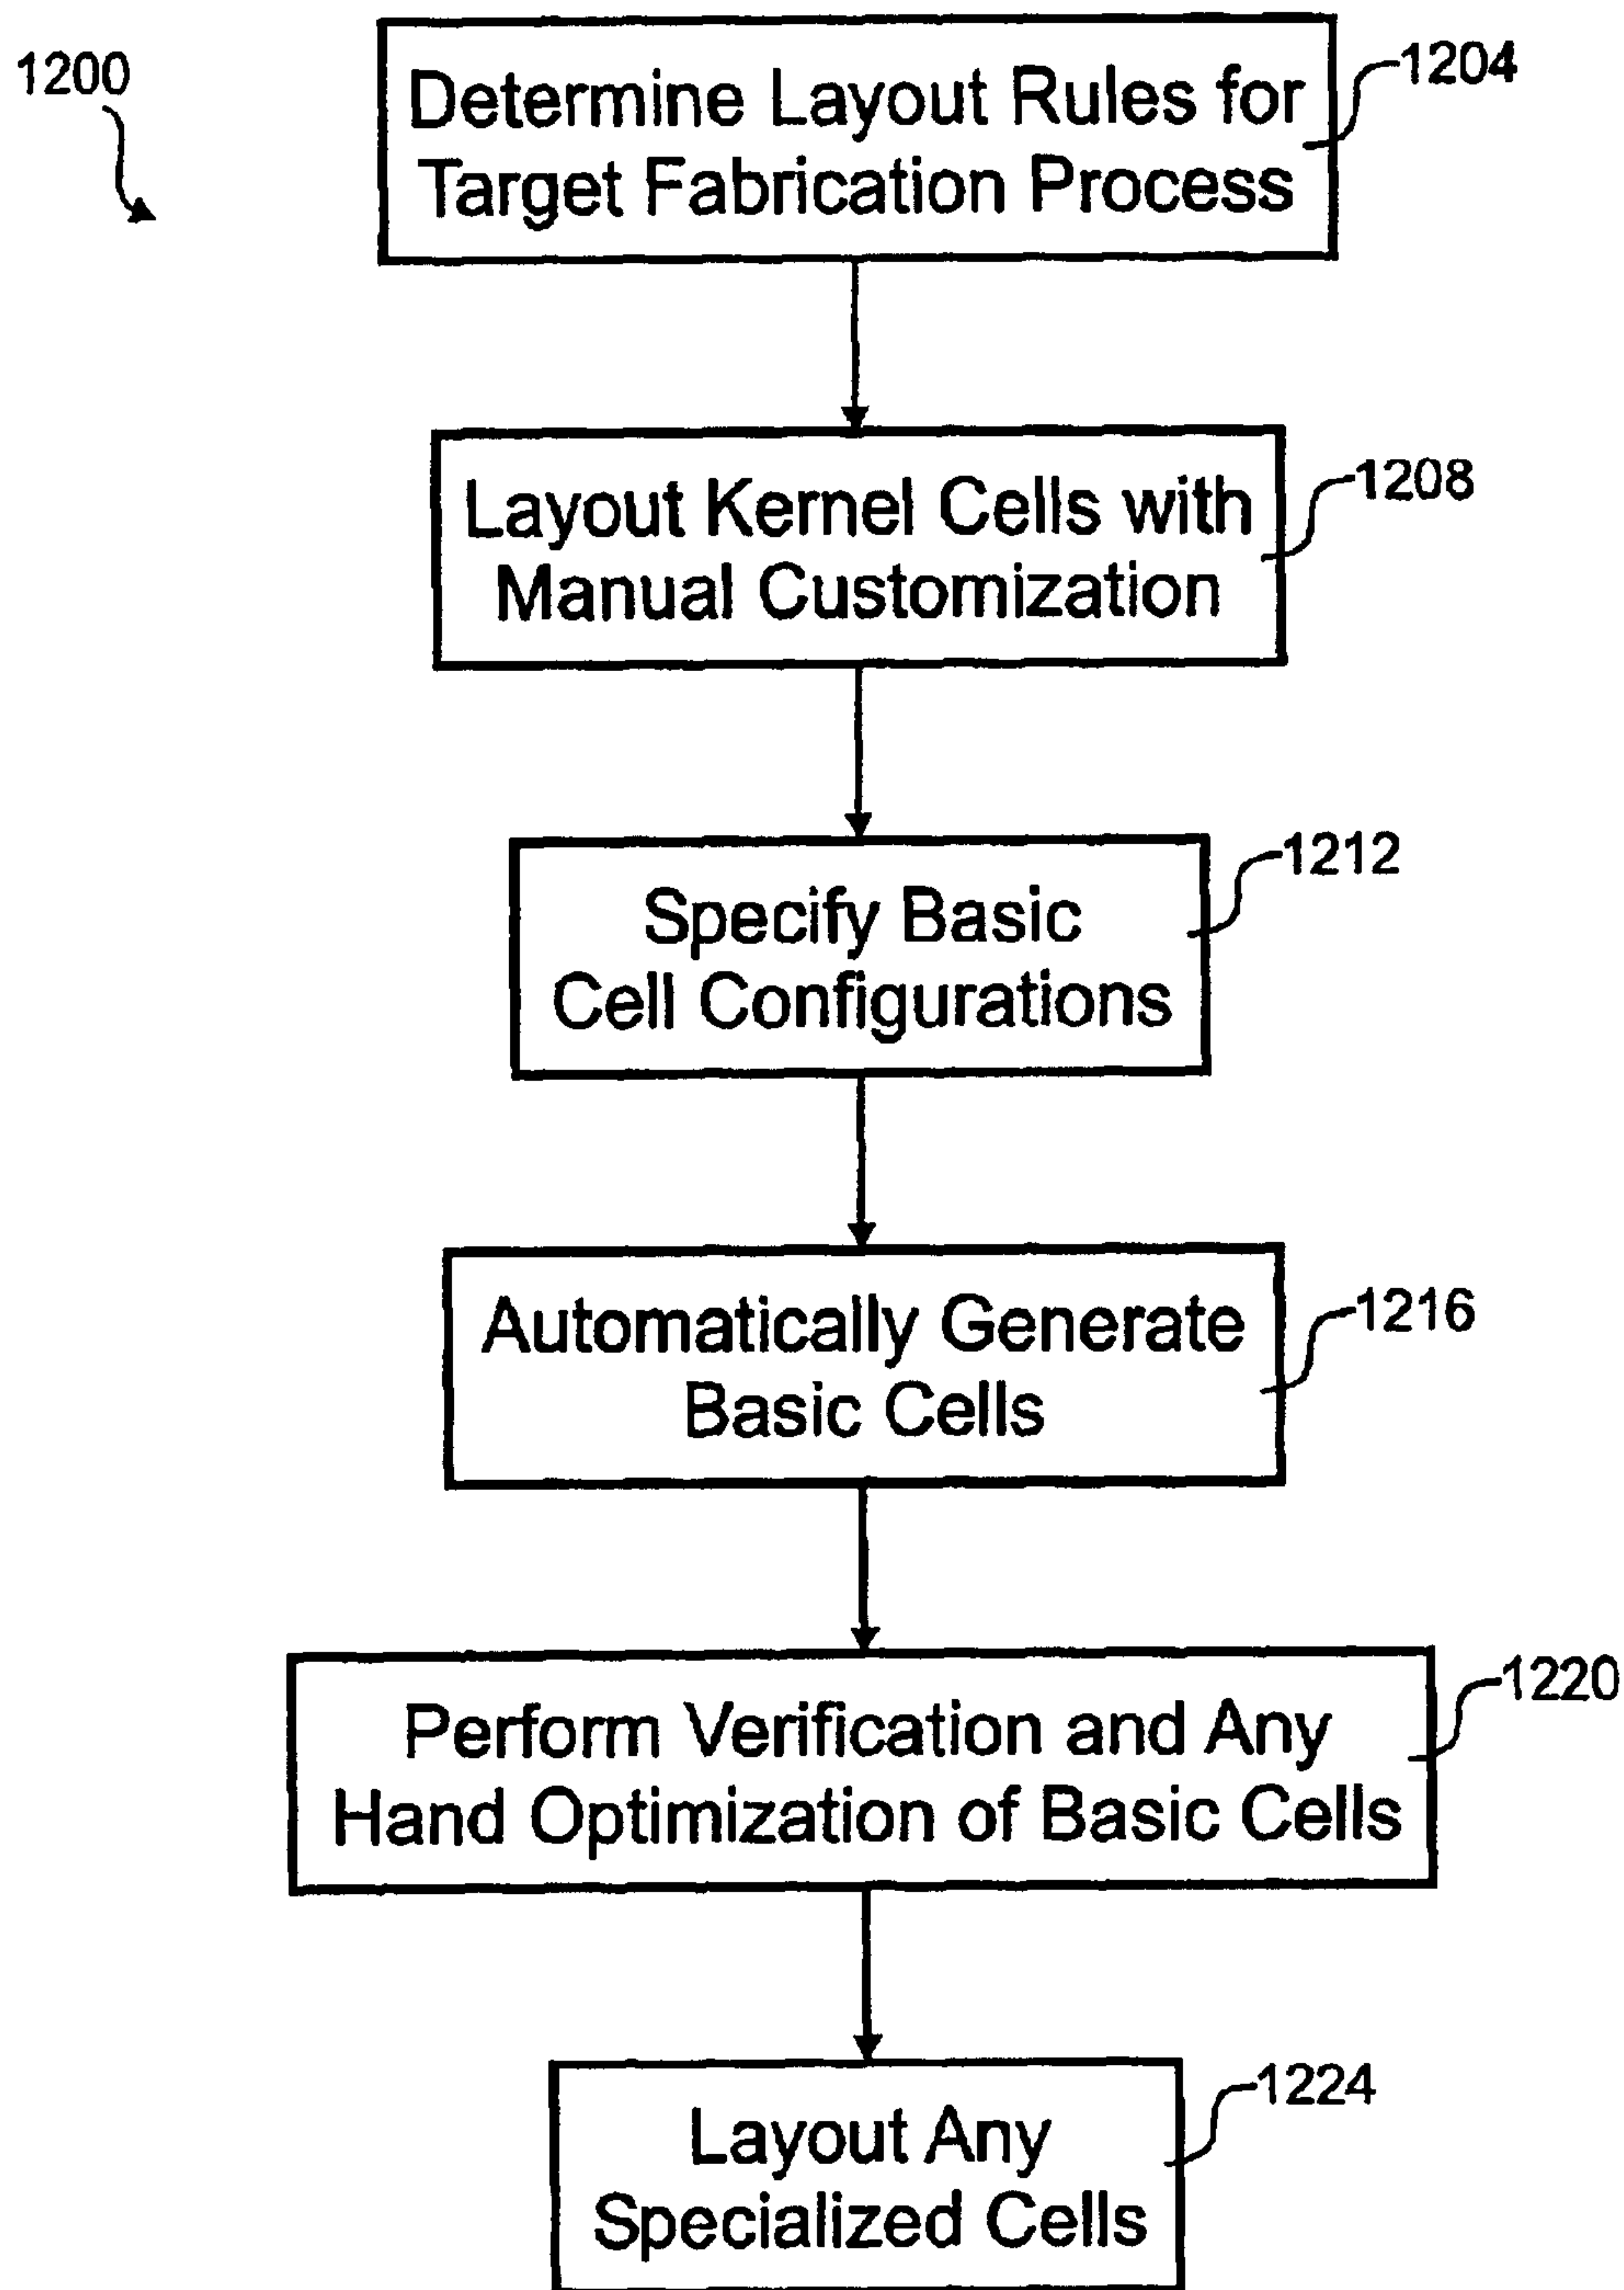 1200
Determine Layout Rules for
Target Fabrication Process
1204
Layout Kernel Cells with
Manual Customization
1208
Specify Basic
Cell Configurations
1212
Automatically Generate
Basic Cells
1216
Perform Verification and Any
Hand Optimization of Basic Cells
1220
Layout Any
Specialized Cells
1224